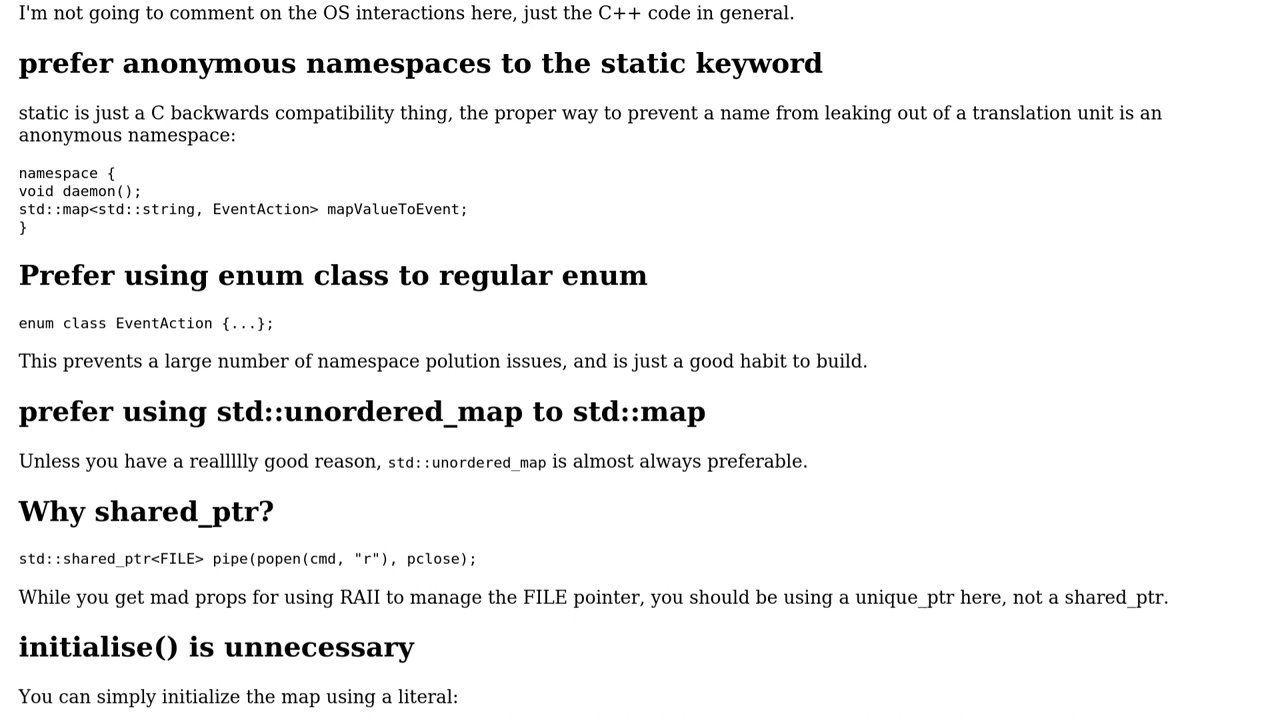 I'm not going to comment on the OS interactions here, just the C++ code in general.
prefer anonymous namespaces to the static keyword
static is just a C backwards compatibility thing, the proper way to prevent a name from leaking out of a translation unit is an
anonymous namespace:
namespace {
void daemon();
std::map<std::string, EventAction> mapValueToEvent;
}
Prefer using enum class to regular enum
enum class EventAction {...};
This prevents a large number of namespace polution issues, and is just a good habit to build.
prefer using std::unordered_map to std::map
Unless you have a reallllly good reason, std::unordered_map is almost always preferable.
Why shared_ptr?
std::shared_ptr<FILE> pipe(popen(cmd, "r"), pclose);
While you get mad props for using RAII to manage the FILE pointer, you should be using a unique_ptr here, not a shared_ptr.
initialise() is unnecessary
You can simply initialize the map using a literal: